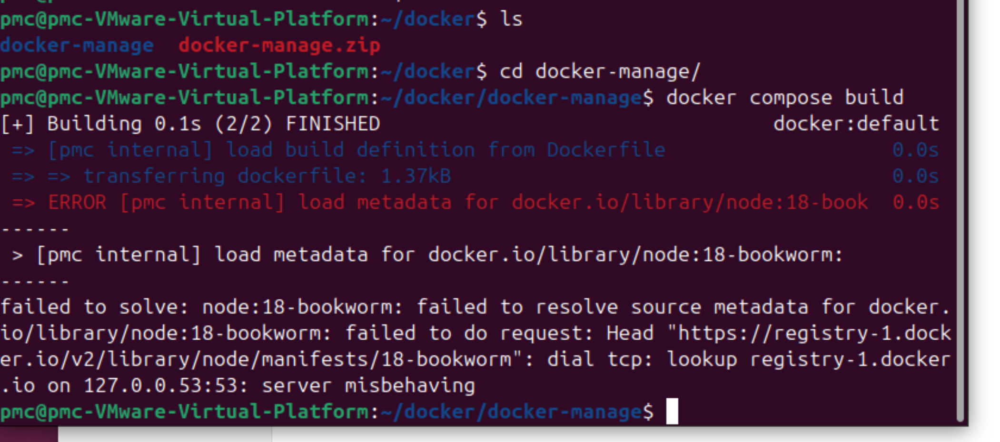 pmc@pmc-VMware-Virtual-Platform:~/docker$ ls
docker-manage  docker-manage.zip
pmc@pmc-VMware-Virtual-Platform:~/docker$ cd docker-manage/
pmc@pmc-VMware-Virtual-Platform:~/docker/docker-manage$ docker compose build
[+] Building 0.1s (2/2) FINISHED                                 docker:default
 => [pmc internal] load build definition from Dockerfile                   0.0s
 => => transferring dockerfile: 1.37kB                                     0.0s
 => ERROR [pmc internal] load metadata for docker.io/library/node:18-book  0.0s
------
 > [pmc internal] load metadata for docker.io/library/node:18-bookworm:
------
failed to solve: node:18-bookworm: failed to resolve source metadata for docker.
io/library/node:18-bookworm: failed to do request: Head "https://registry-1.dock
er.io/v2/library/node/manifests/18-bookworm": dial tcp: lookup registry-1.docker
.io on 127.0.0.53:53: server misbehaving
pmc@pmc-VMware-Virtual-Platform:~/docker/docker-manage$